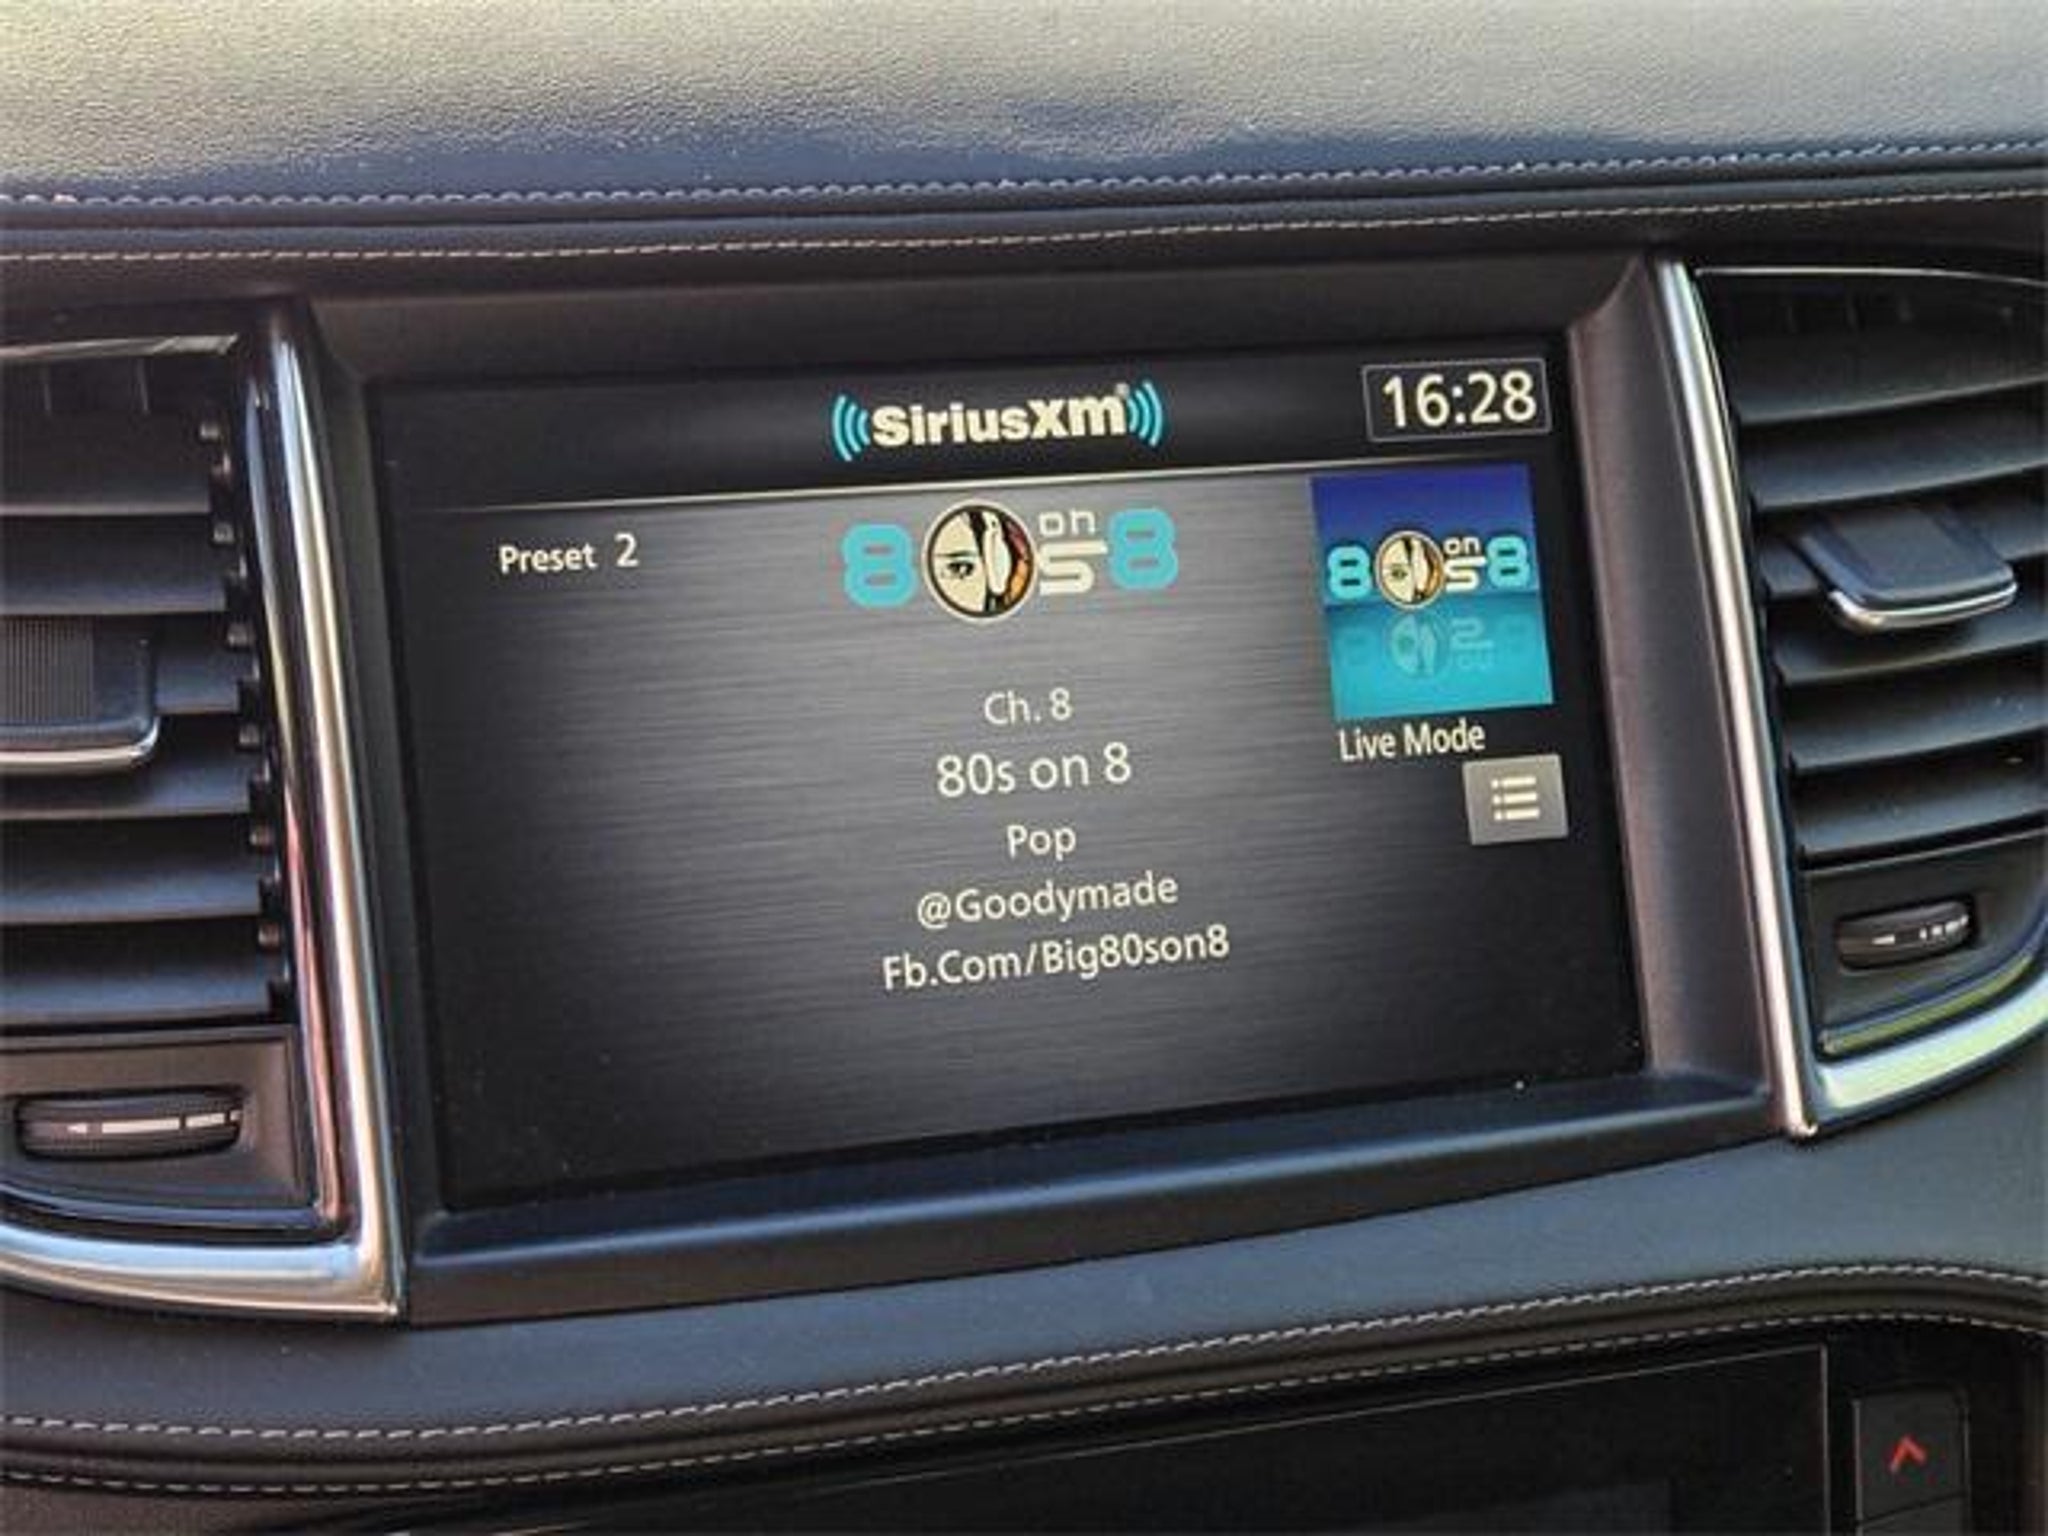 SiriusXM
16:28
Preset 2
80s on 8
80s on 8
Ch. 8
80s on 8
Pop
@Goodymade
Fb.Com/Big80son8
Live Mode